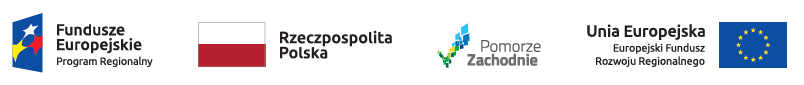 Fundusze
Europejskie
Program Regionalny
Rzeczpospolita
Polska
Pomorze
Zachodnie
Unia Europejska
Europejski Fundusz
Rozwoju Regionalnego